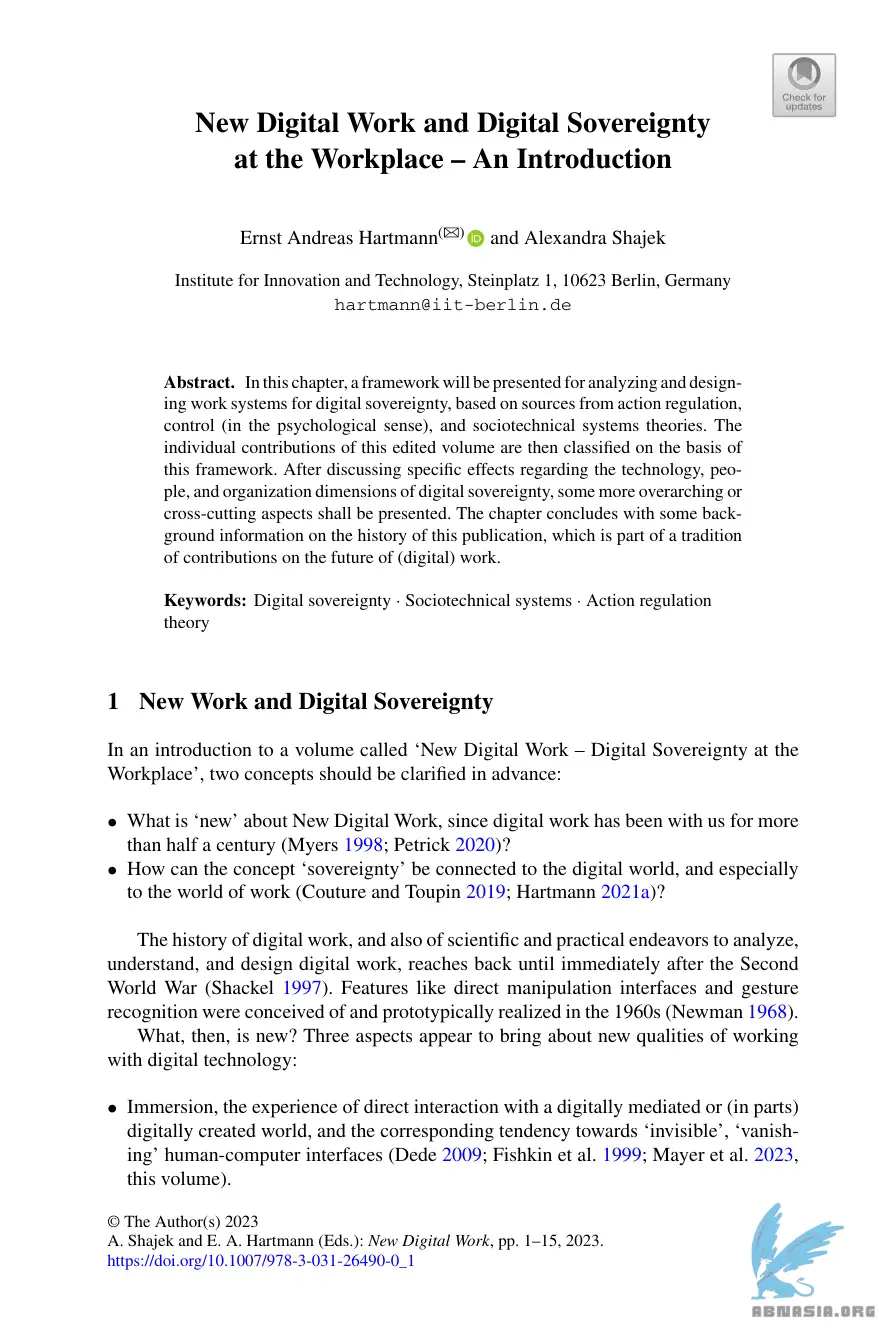 Check for
updates
New Digital Work and Digital Sovereignty
at the Workplace – An Introduction
Ernst Andreas Hartmann(✉) iD and Alexandra Shajek
Institute for Innovation and Technology, Steinplatz 1, 10623 Berlin, Germany
hartmann@iit-berlin.de
Abstract. In this chapter, a framework will be presented for analyzing and design-
ing work systems for digital sovereignty, based on sources from action regulation,
control (in the psychological sense), and sociotechnical systems theories. The
individual contributions of this edited volume are then classified on the basis of
this framework. After discussing specific effects regarding the technology, peo-
ple, and organization dimensions of digital sovereignty, some more overarching or
cross-cutting aspects shall be presented. The chapter concludes with some back-
ground information on the history of this publication, which is part of a tradition
of contributions on the future of (digital) work.
Keywords: Digital sovereignty · Sociotechnical systems · Action regulation
theory
1 New Work and Digital Sovereignty
In an introduction to a volume called ‘New Digital Work – Digital Sovereignty at the
Workplace’, two concepts should be clarified in advance:
• What is ‘new’ about New Digital Work, since digital work has been with us for more
than half a century (Myers 1998; Petrick 2020)?
• How can the concept ‘sovereignty’ be connected to the digital world, and especially
to the world of work (Couture and Toupin 2019; Hartmann 2021a)?
The history of digital work, and also of scientific and practical endeavors to analyze,
understand, and design digital work, reaches back until immediately after the Second
World War (Shackel 1997). Features like direct manipulation interfaces and gesture
recognition were conceived of and prototypically realized in the 1960s (Newman 1968).
What, then, is new? Three aspects appear to bring about new qualities of working
with digital technology:
• Immersion, the experience of direct interaction with a digitally mediated or (in parts)
digitally created world, and the corresponding tendency towards ‘invisible’, ‘vanish-
ing’ human-computer interfaces (Dede 2009; Fishkin et al. 1999; Mayer et al. 2023,
this volume).
© The Author(s) 2023
A. Shajek and E. A. Hartmann (Eds.): New Digital Work, pp. 1–15, 2023.
https://doi.org/10.1007/978-3-031-26490-0_1
ABNASIA.ORG